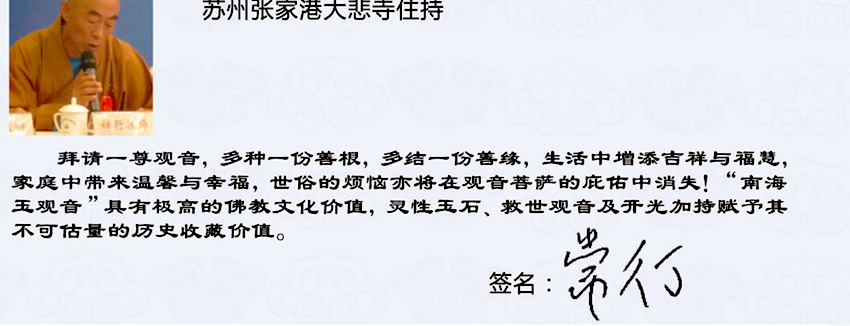 苏州张家港大悲寺住持
拜请一尊观音，多种一份善根，多结一份善缘，生活中增添吉祥与福慧，
家庭中带来温馨与幸福，世俗的烦恼亦将在观音菩萨的庇佑中消失！“南海
玉观音”具有极高的佛教文化价值，灵性玉石、救世观音及开光加持赋予其
不可估量的历史收藏价值。
签名：常行